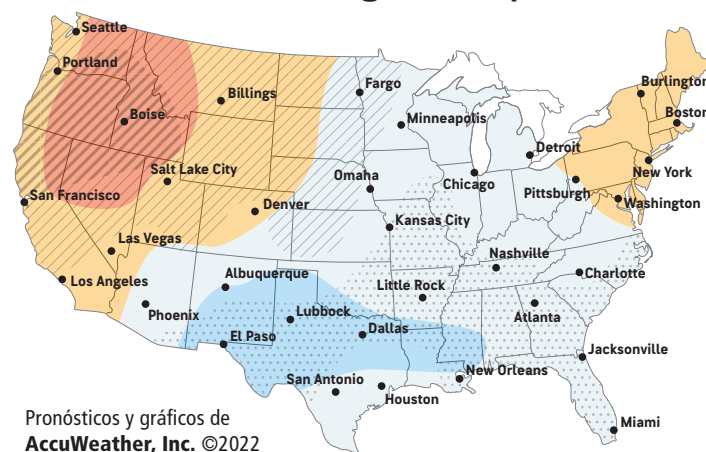 Seattle
Portland
Billings
Fargo
Burlington
Boise
Minneapolis
Boston
Detroit
Salt Lake City
Omaha
Chicago
New York
Pittsburgh
San Francisco
Denver
Washington
Kansas City
Las Vegas
Nashville
Los Angeles
Albuquerque
Little Rock
Charlotte
Phoenix
Lubbock
Atlanta
El Paso
Dallas
Jacksonville
San Antonio
New Orleans
Houston
Miami
Pronósticos y gráficos de
AccuWeather, Inc. ©2022